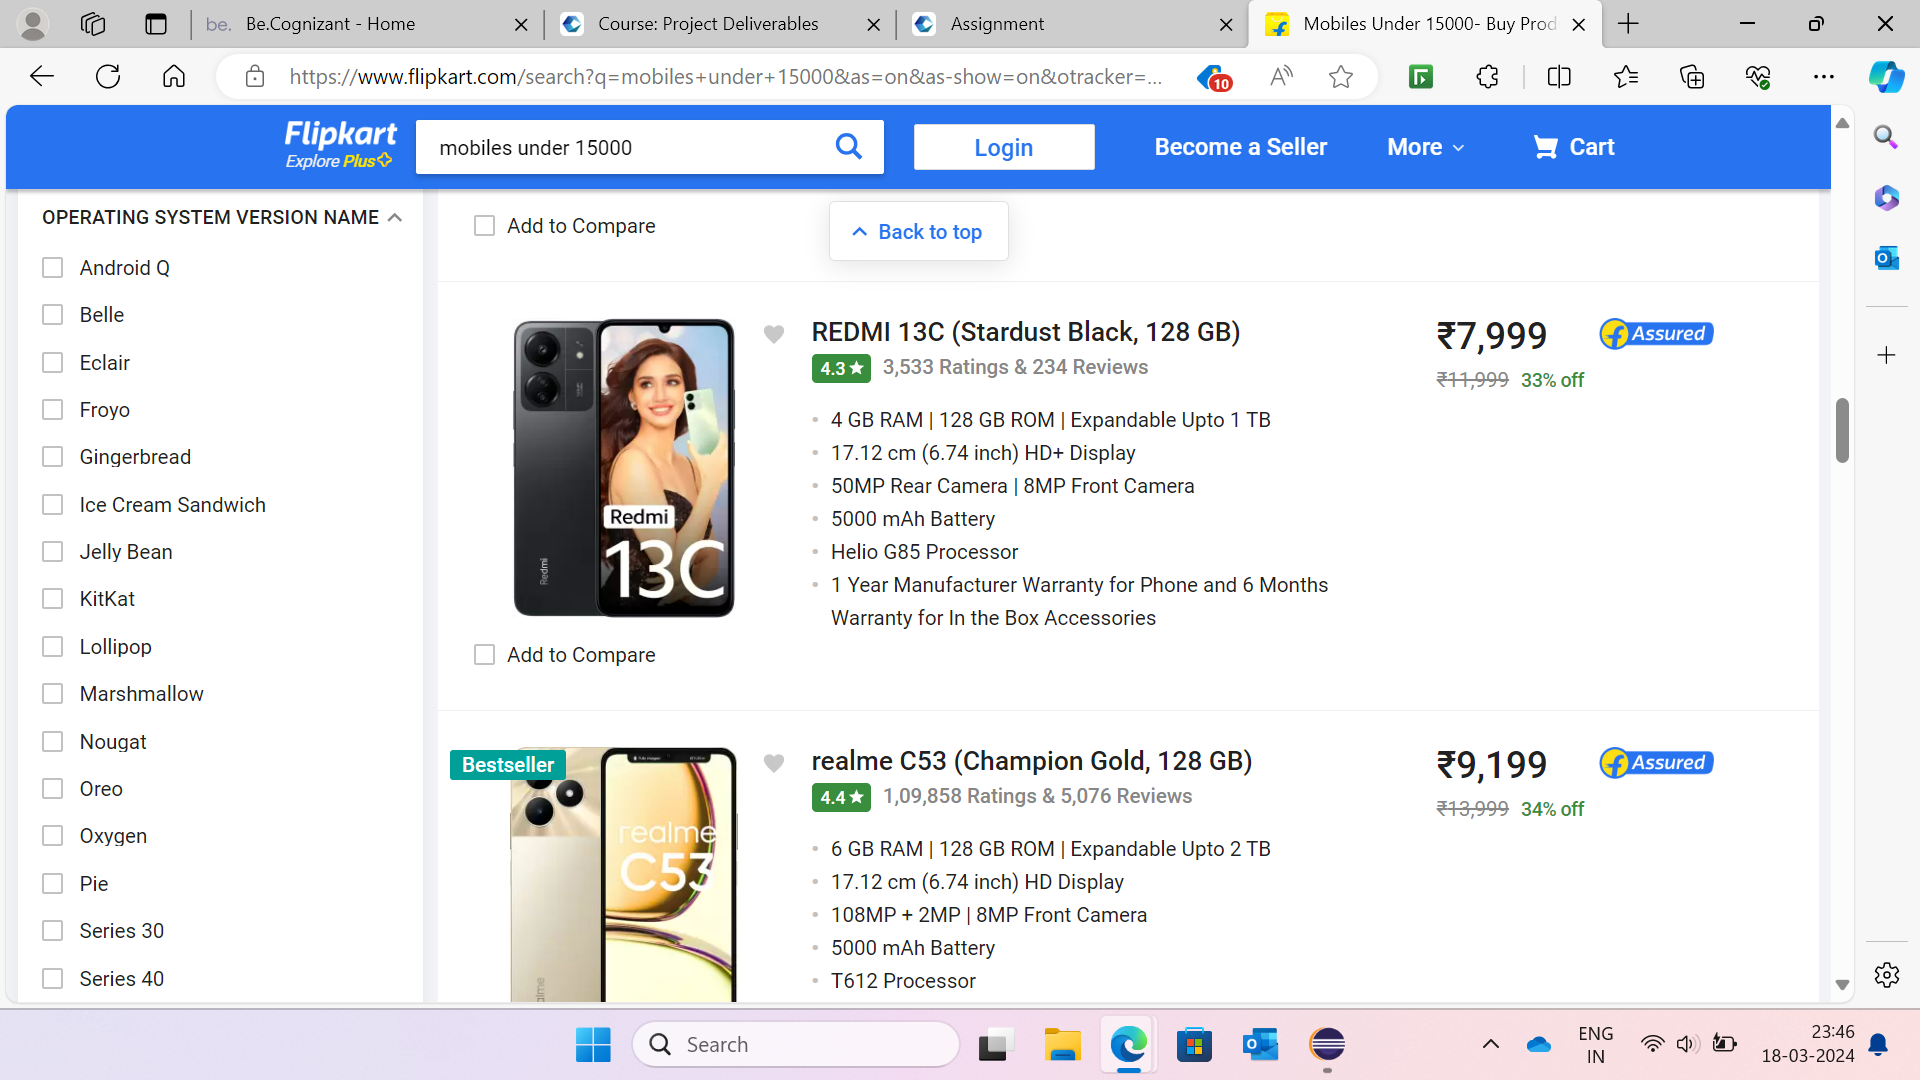 be. Be.Cognizant - Home
Course: Project Deliverables
Assignment
Mobiles Under 15000- Buy Prod
https://www.flipkart.com/search?q=mobiles+under+15000&as=on&as-show=on&otracker=...
10
Flipkart
Explore Plus
mobiles under 15000
Login
Become a Seller
More
Cart
OPERATING SYSTEM VERSION NAME
Android Q
Belle
Eclair
Froyo
Gingerbread
Ice Cream Sandwich
Jelly Bean
KitKat
Lollipop
Marshmallow
Nougat
Oreo
Oxygen
Pie
Series 30
Series 40
Add to Compare
Back to top
Redmi
Redmi
13C
REDMI 13C (Stardust Black, 128 GB)
4.3★ 3,533 Ratings & 234 Reviews
• 4 GB RAM | 128 GB ROM | Expandable Upto 1 TB
• 17.12 cm (6.74 inch) HD+ Display
• 50MP Rear Camera | 8MP Front Camera
• 5000 mAh Battery
• Helio G85 Processor
• 1 Year Manufacturer Warranty for Phone and 6 Months
Warranty for In the Box Accessories
₹7,999
Assured
₹11,999 33% off
Add to Compare
Bestseller
realme
C53
realme
realme C53 (Champion Gold, 128 GB)
4.4★ 1,09,858 Ratings & 5,076 Reviews
• 6 GB RAM | 128 GB ROM | Expandable Upto 2 TB
• 17.12 cm (6.74 inch) HD Display
• 108MP + 2MP | 8MP Front Camera
• 5000 mAh Battery
• T612 Processor
₹9,199
Assured
₹13,999 34% off
Search
ENG
IN
23:46
18-03-2024